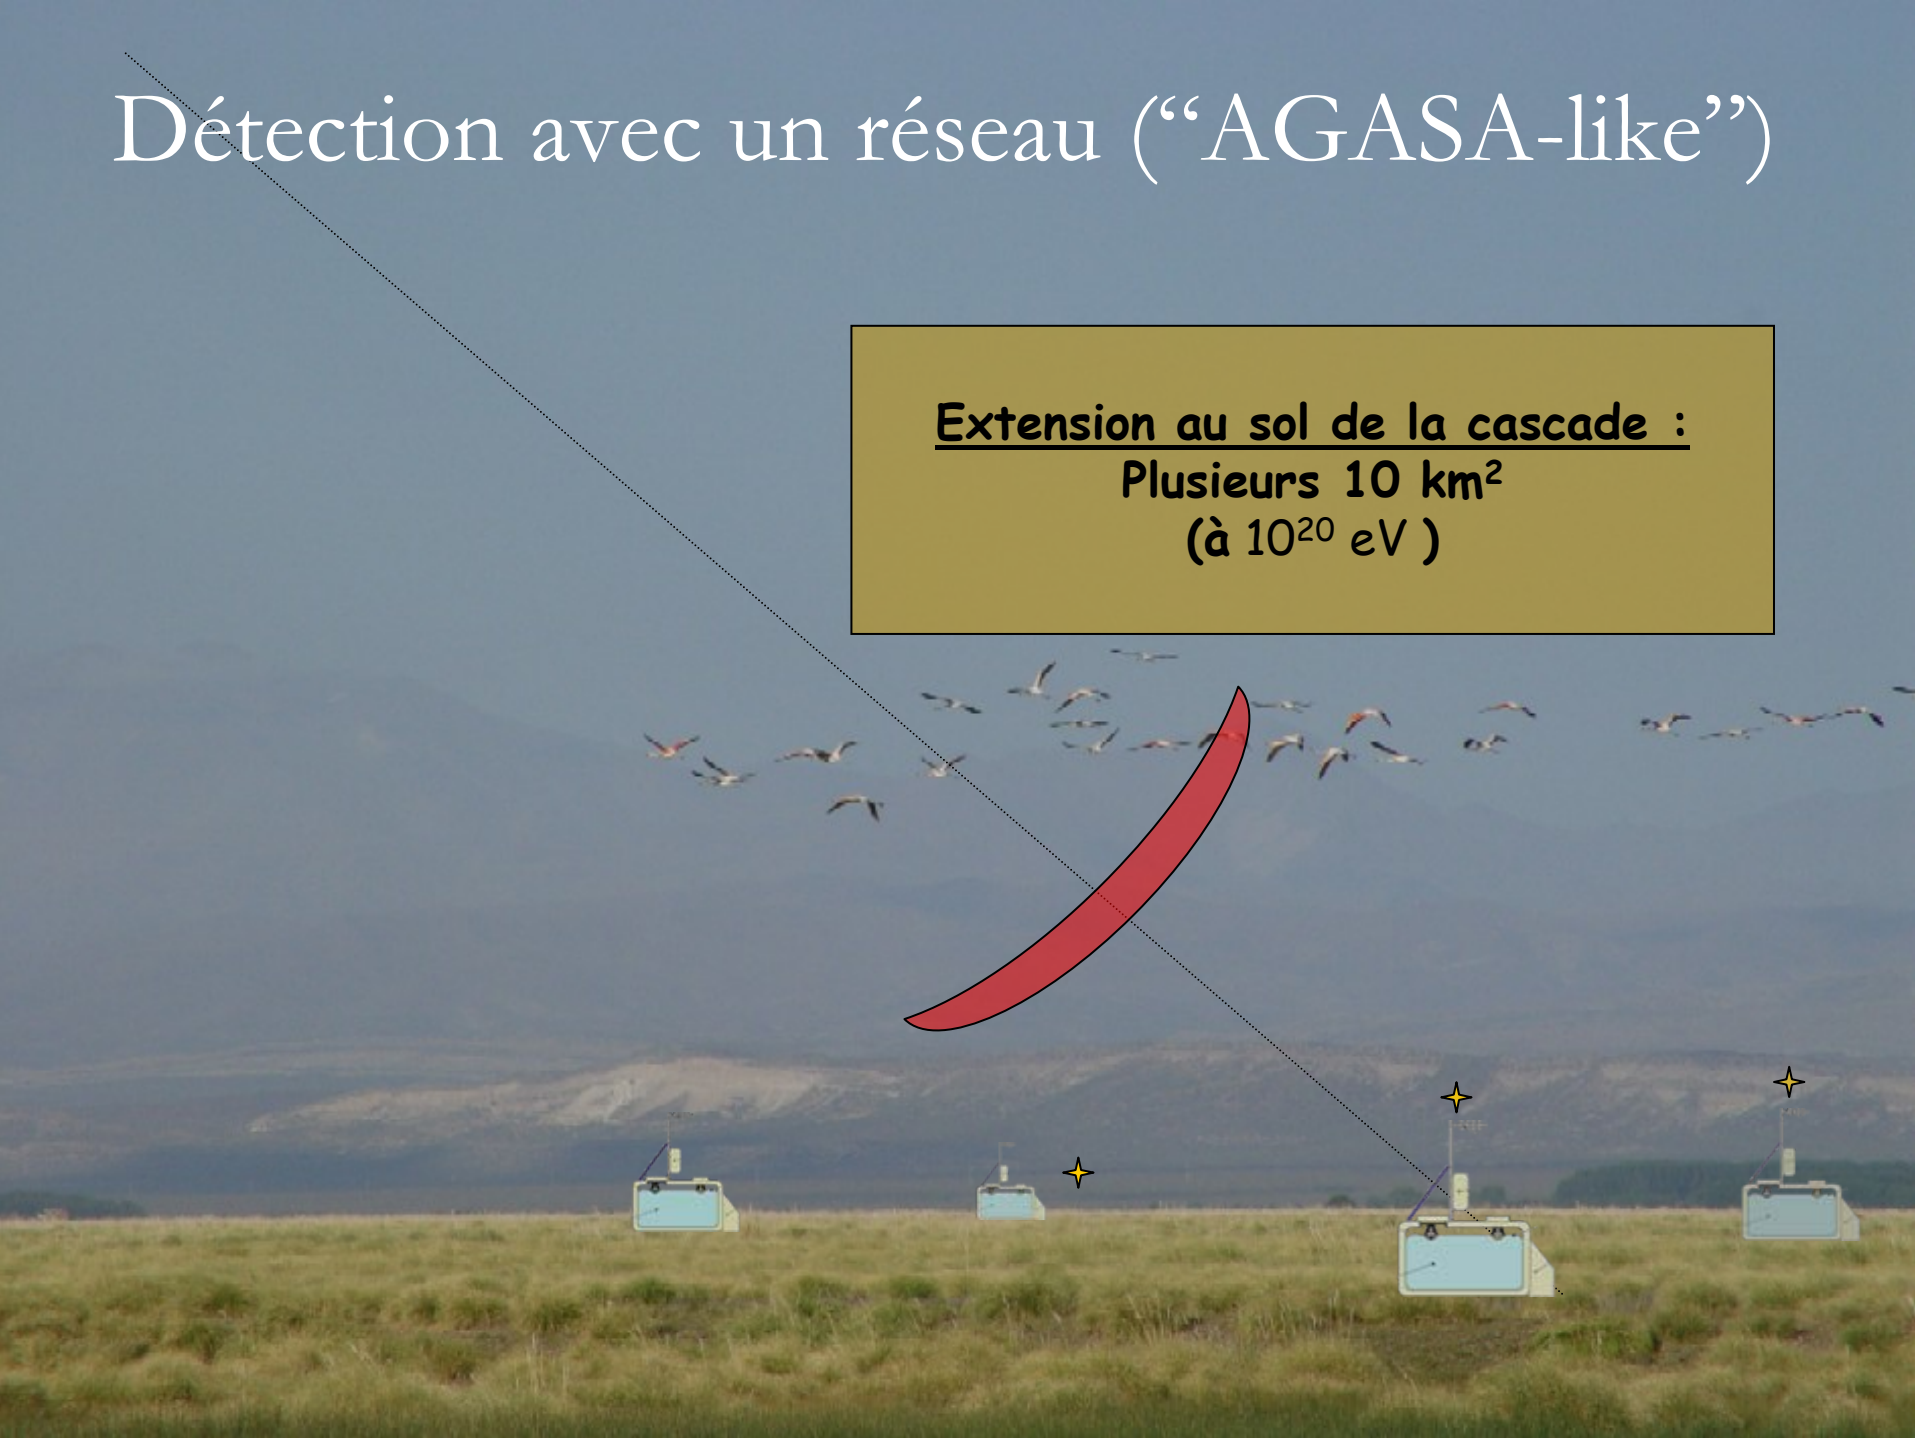 Détection avec un réseau (“AGASA-like”)
Extension au sol de la cascade :
Plusieurs 10 km²
(à 10²⁰ eV )